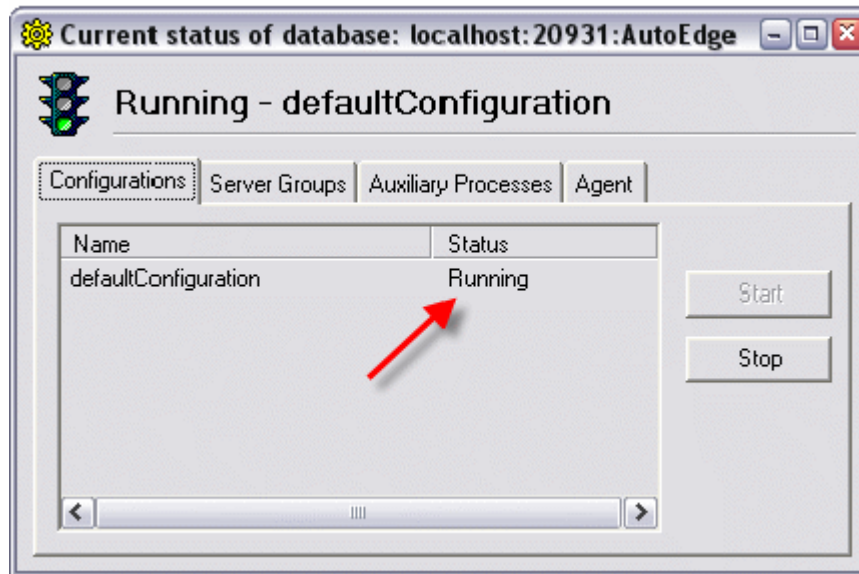 Current status of database: localhost:20931:AutoEdge
Running - defaultConfiguration
Configurations Server Groups Auxiliary Processes Agent
Name Status
defaultConfiguration Running
Start
Stop